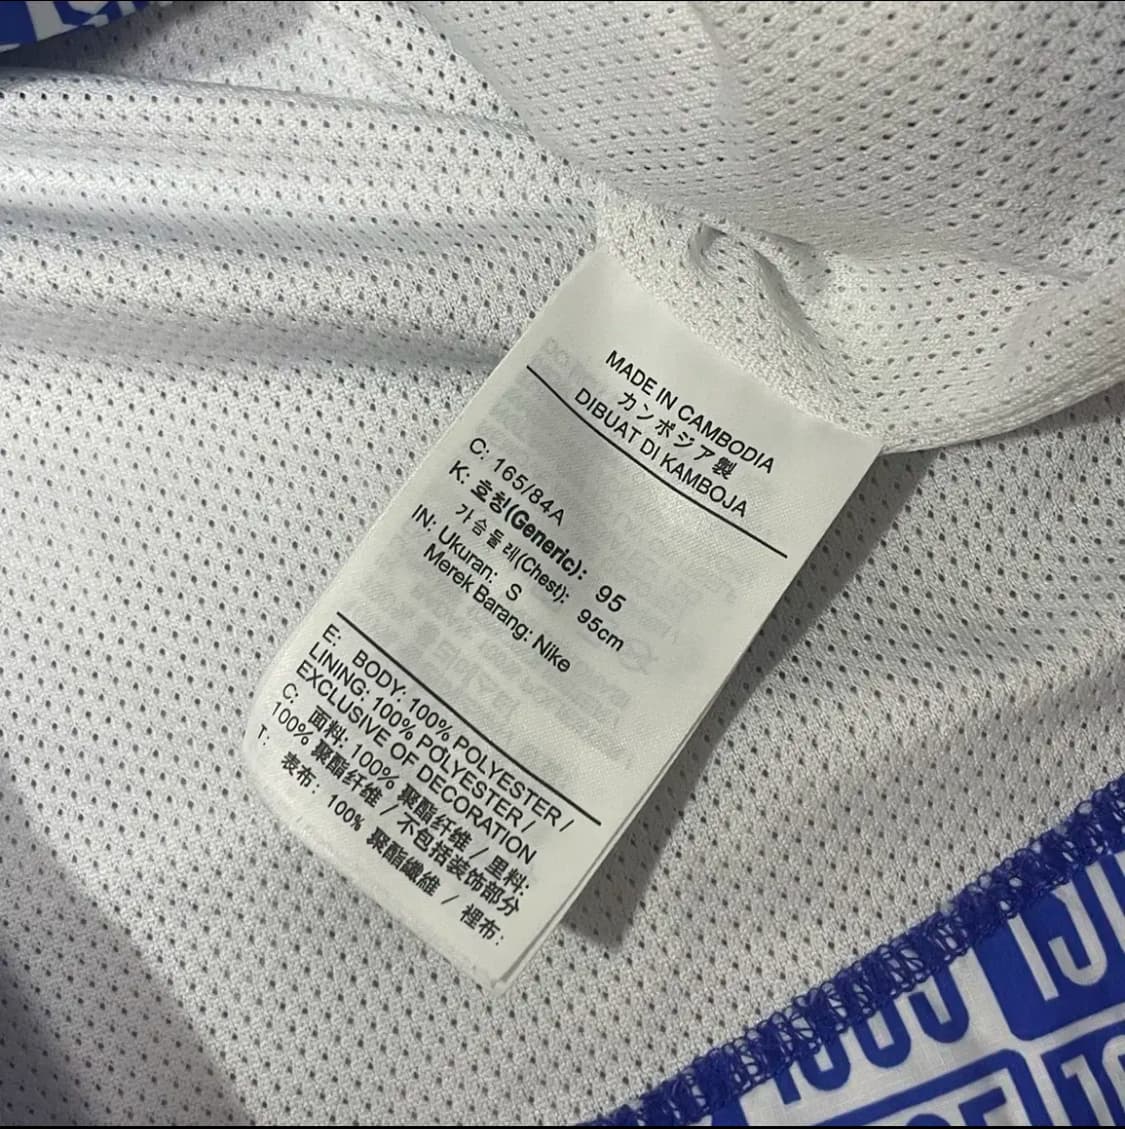 MADE IN CAMBODIA
カンボジア製
DIBUAT DI KAMBOJA
C: 165/84A
K: 호칭(Generic): 95
가슴둘레(Chest): 95cm
IN: Ukuran: S
Merek Barang: Nike
E: BODY: 100% POLYESTER /
LINING: 100% POLYESTER /
EXCLUSIVE OF DECORATION
C: 面料: 100% 聚酯纤维 / 里料:
100% 聚酯纤维 / 不包括装饰部分
T: 表布: 100% 聚酯纖維 / 裡布: